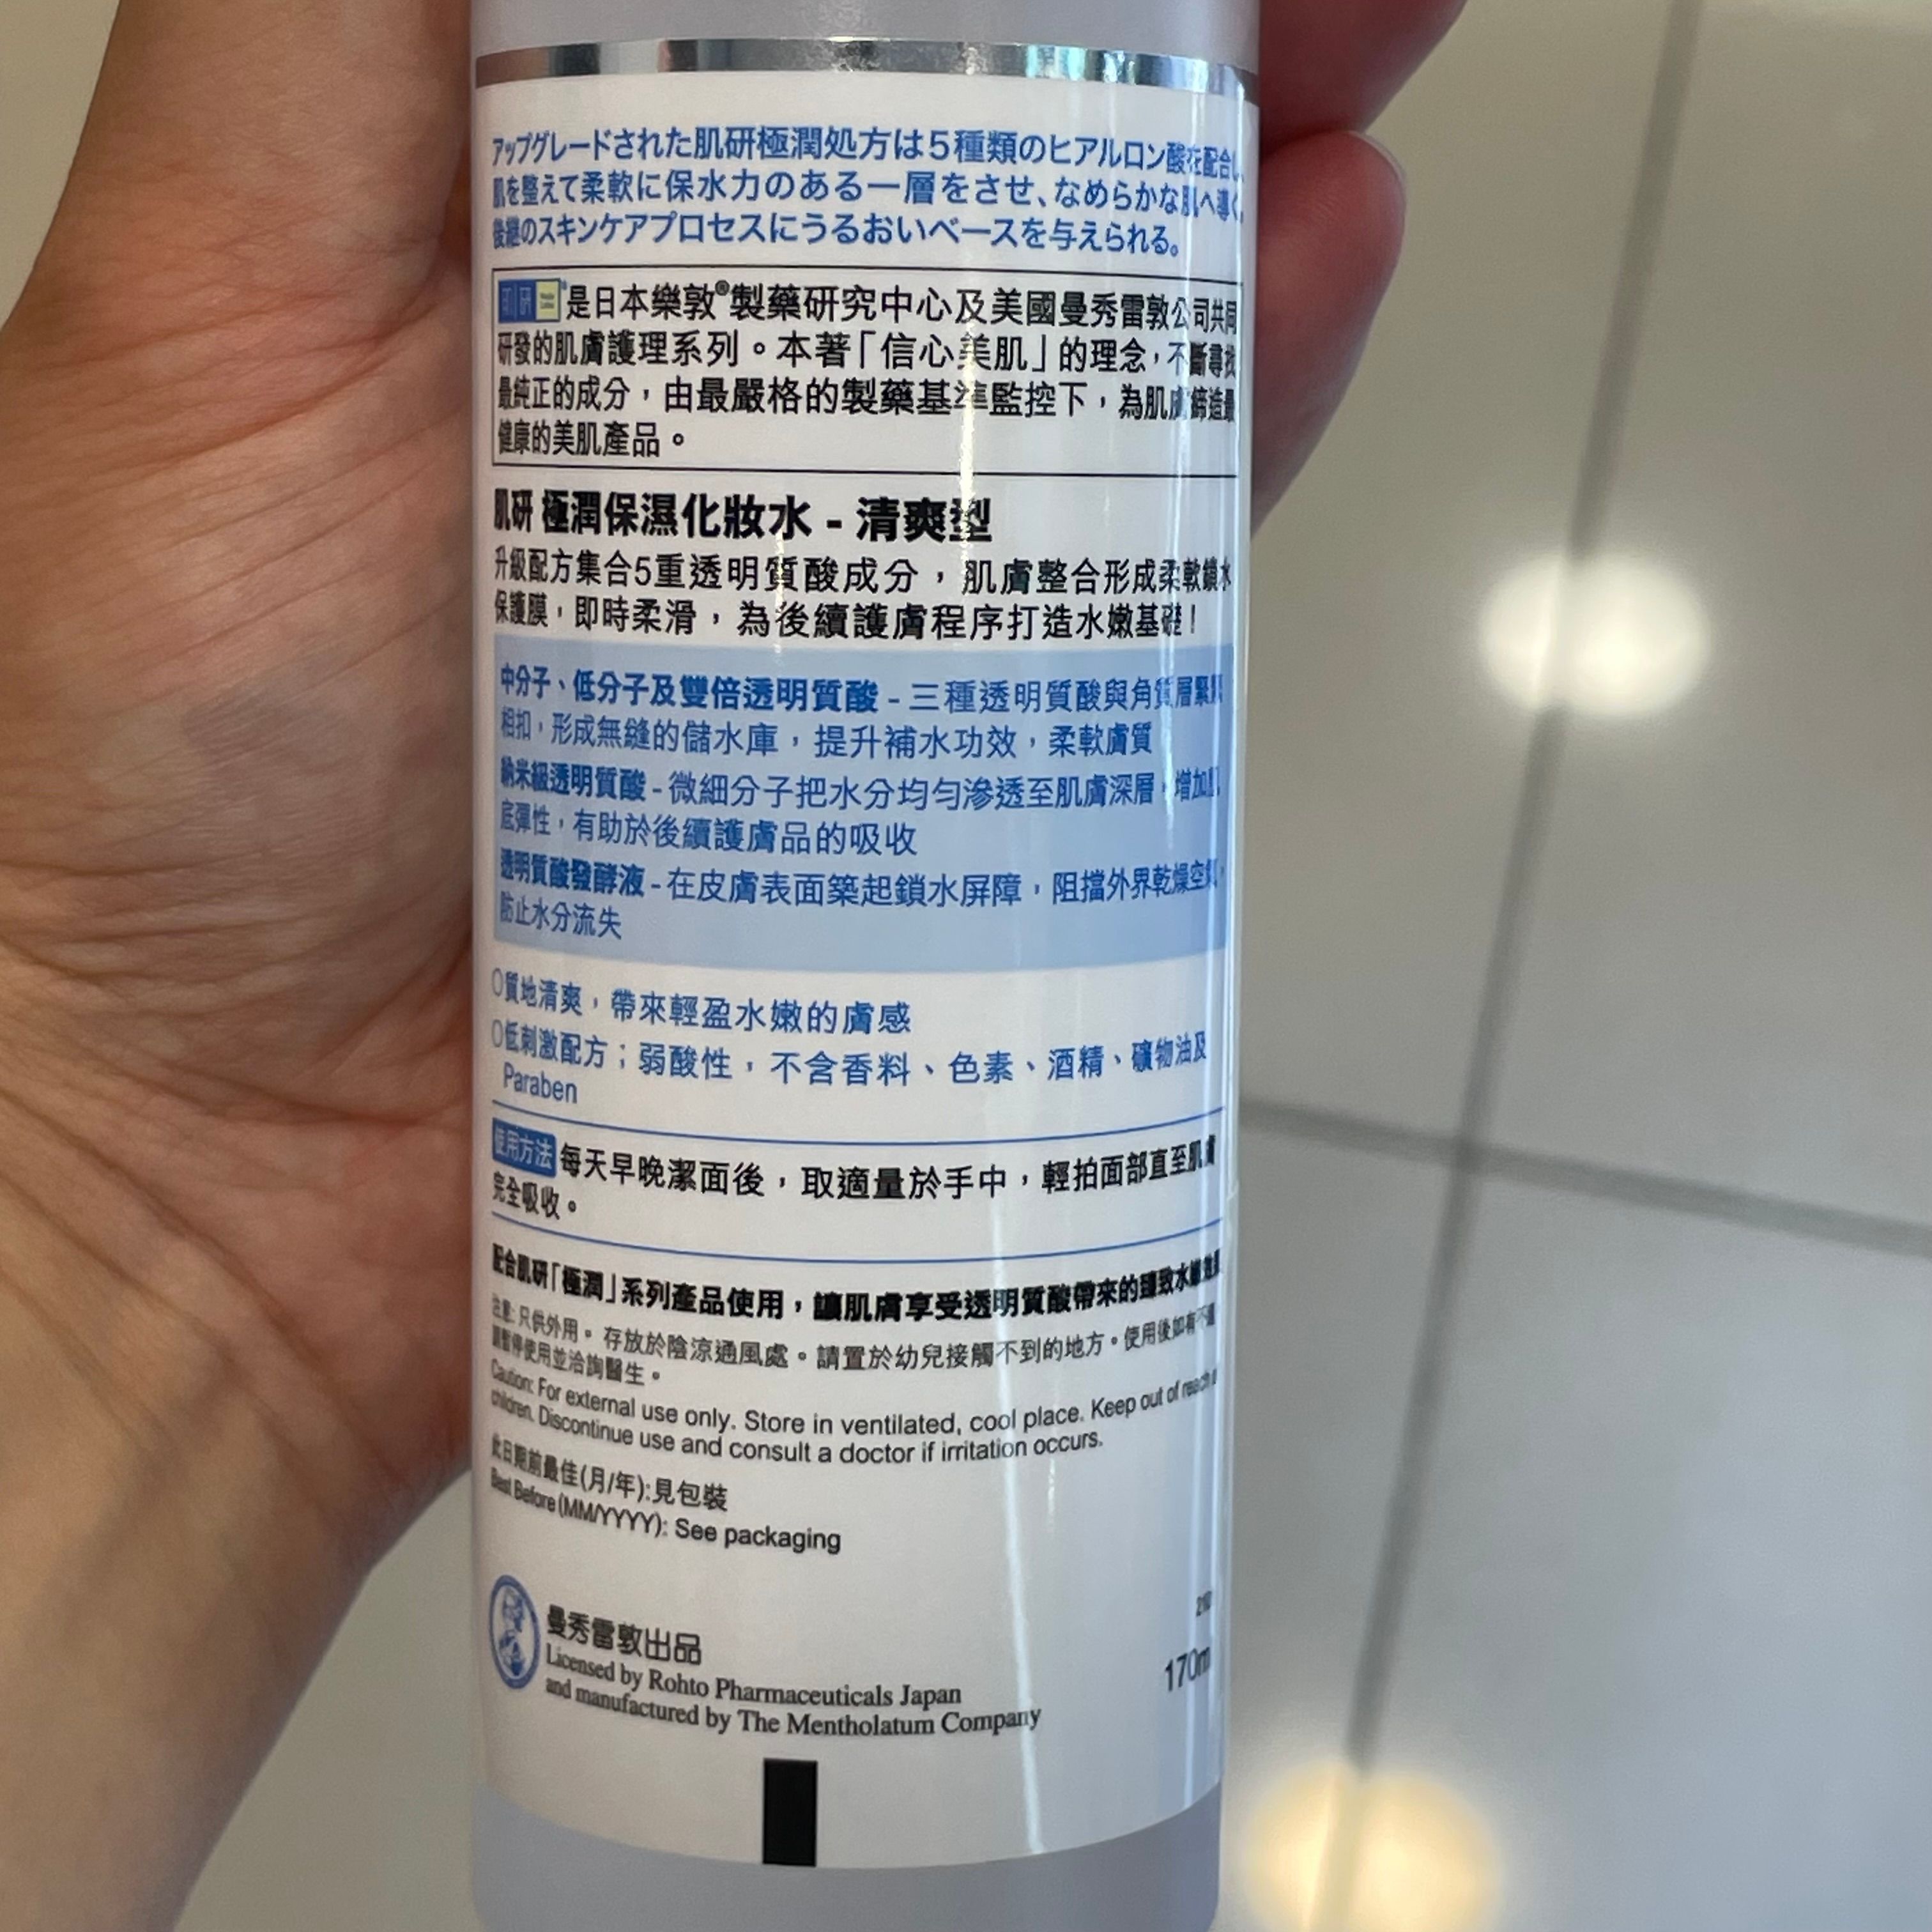 アップグレードされた肌研極潤処方は5種類のヒアルロン酸を配合し、
肌を整えて柔軟に保水力のある一層をさせ、なめらかな肌へ導く。
後継のスキンケアプロセスにうるおいベースを与えられる。
肌研 是日本樂敦®製藥研究中心及美國曼秀雷敦公司共同
研發的肌膚護理系列。本著「信心美肌」的理念,不斷尋找
最純正的成分,由最嚴格的製藥基準監控下,為肌膚締造最
健康的美肌產品。
肌研 極潤保濕化妝水 - 清爽型
升級配方集合5重透明質酸成分,肌膚整合形成柔軟鎖水
保護膜,即時柔滑,為後續護膚程序打造水嫩基礎!
中分子、低分子及雙倍透明質酸 - 三種透明質酸與角質層緊
相扣,形成無縫的儲水庫,提升補水功效,柔軟膚質
納米級透明質酸 - 微細分子把水分均勻滲透至肌膚深層,增加肌
底彈性,有助於後續護膚品的吸收
透明質酸發酵液 - 在皮膚表面築起鎖水屏障,阻擋外界乾燥空氣,
防止水分流失
○質地清爽,帶來輕盈水嫩的膚感
○低刺激配方;弱酸性,不含香料、色素、酒精、礦物油及
Paraben
使用方法 每天早晚潔面後,取適量於手中,輕拍面部直至肌膚
完全吸收。
配合肌研「極潤」系列產品使用,讓肌膚享受透明質酸帶來的極致水嫩
注意: 只供外用。存放於陰涼通風處。請置於幼兒接觸不到的地方。使用後如有不適
請暫停使用並洽詢醫生。
Caution: For external use only. Store in ventilated, cool place. Keep out of reach
children. Discontinue use and consult a doctor if irritation occurs.
此日期前最佳(月/年):見包裝
Best Before (MM/YYYY): See packaging
曼秀雷敦出品
Licensed by Rohto Pharmaceuticals Japan
and manufactured by The Mentholatum Company
170m